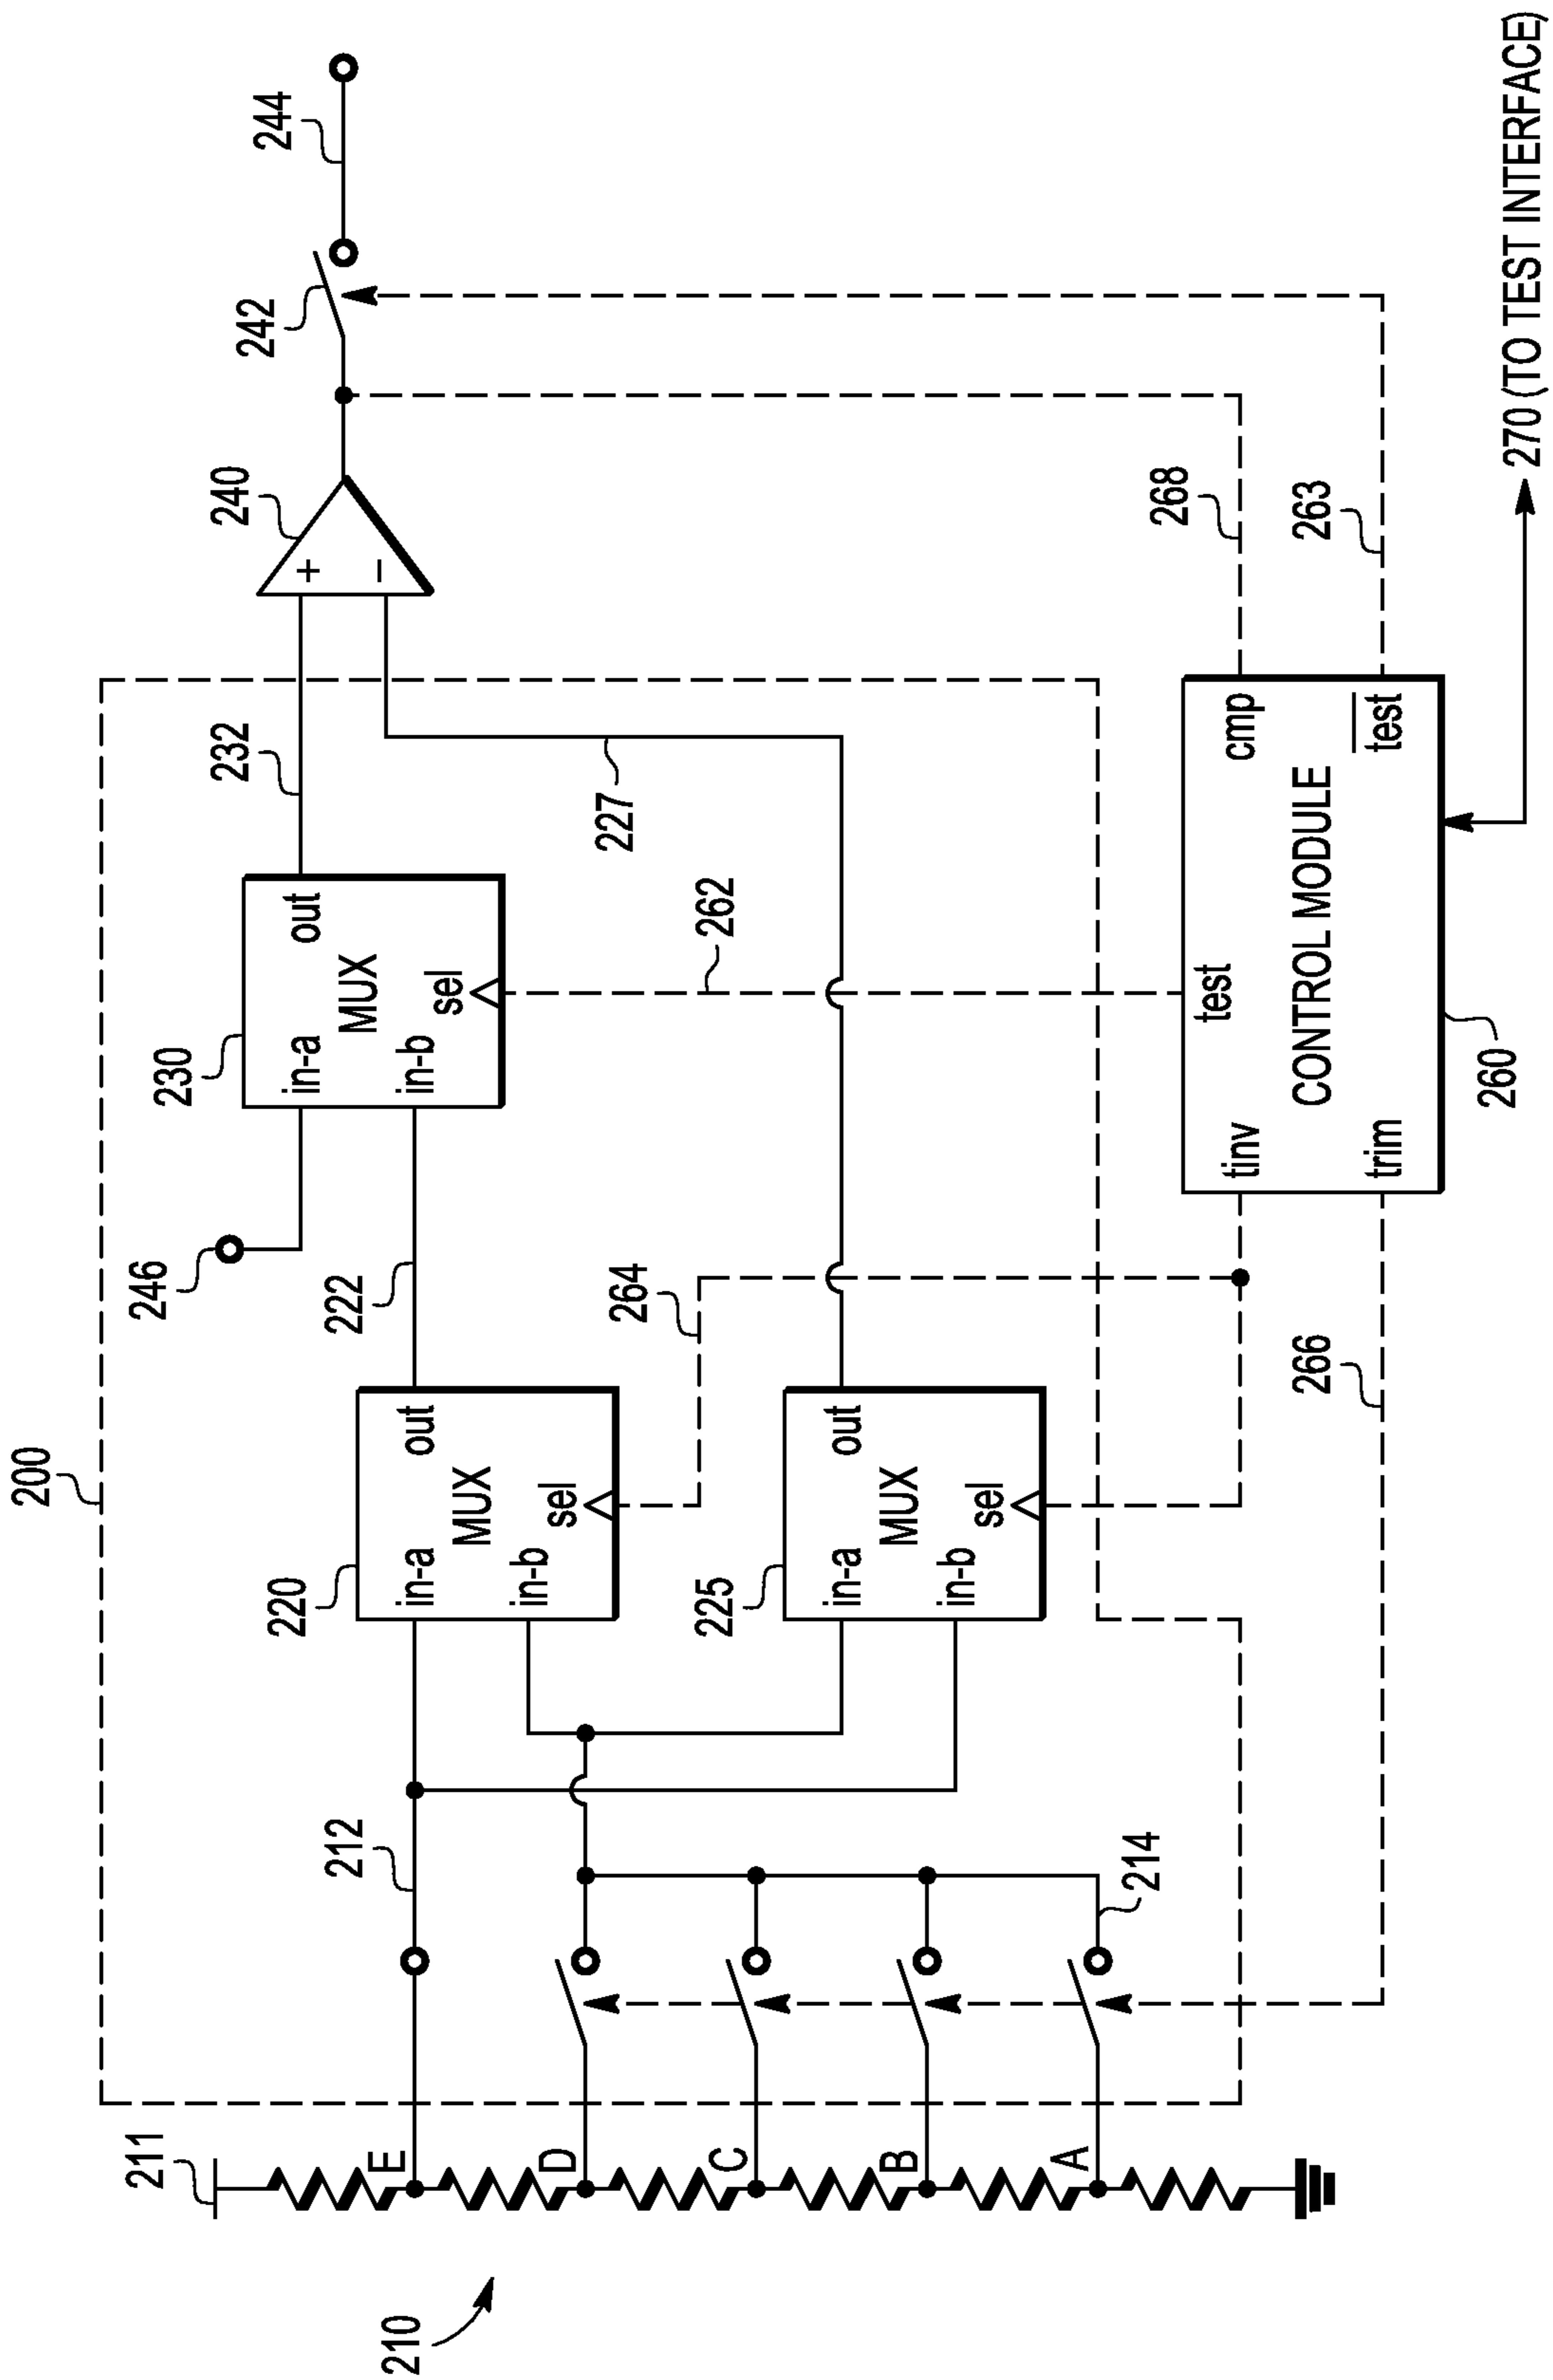 200
211
210
E
D
C
B
A
212
214
220
in-a
in-b
MUX
out
sel
225
in-a
in-b
MUX
out
sel
222
264
246
230
in-a
in-b
MUX
out
sel
262
232
227
240
+
−
242
244
268
263
266
tinv
trim
test
CONTROL MODULE
cmp
test
260
270 (TO TEST INTERFACE)